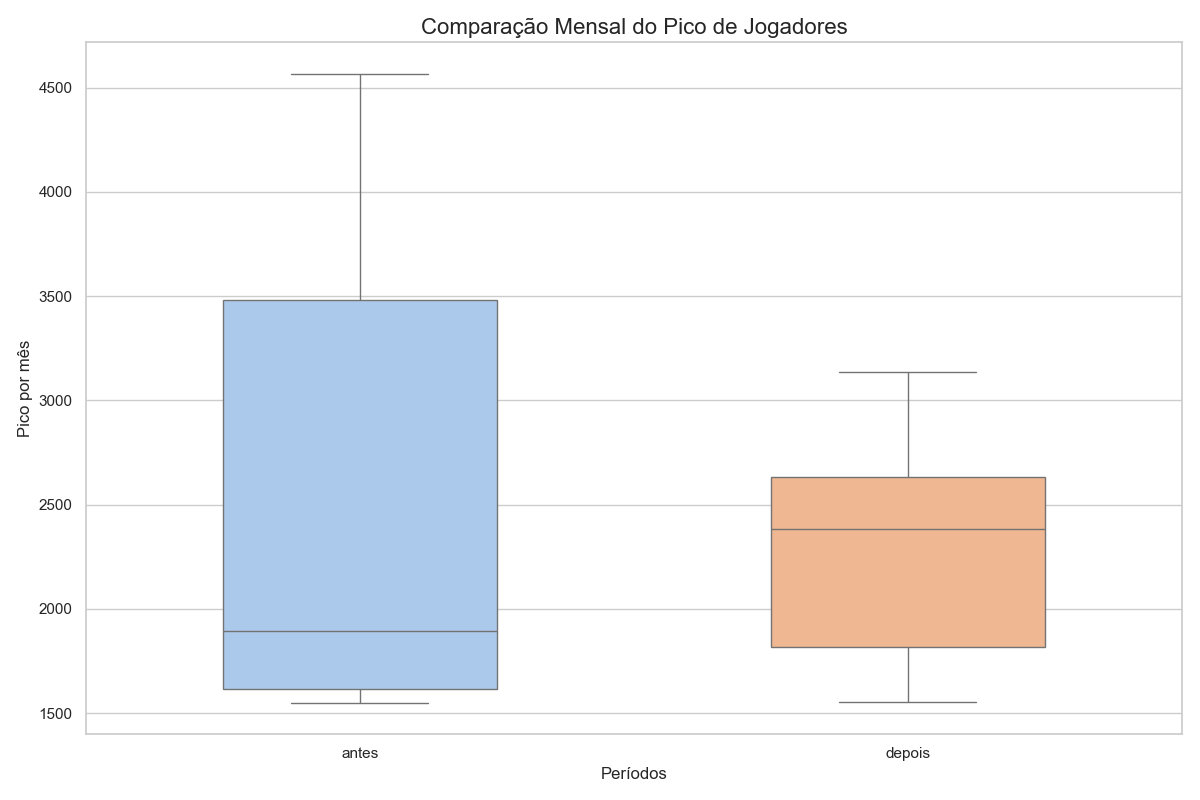 Comparação Mensal do Pico de Jogadores
4500
4000
3500
3000
2500
2000
1500
Pico por mês
antes
depois
Períodos